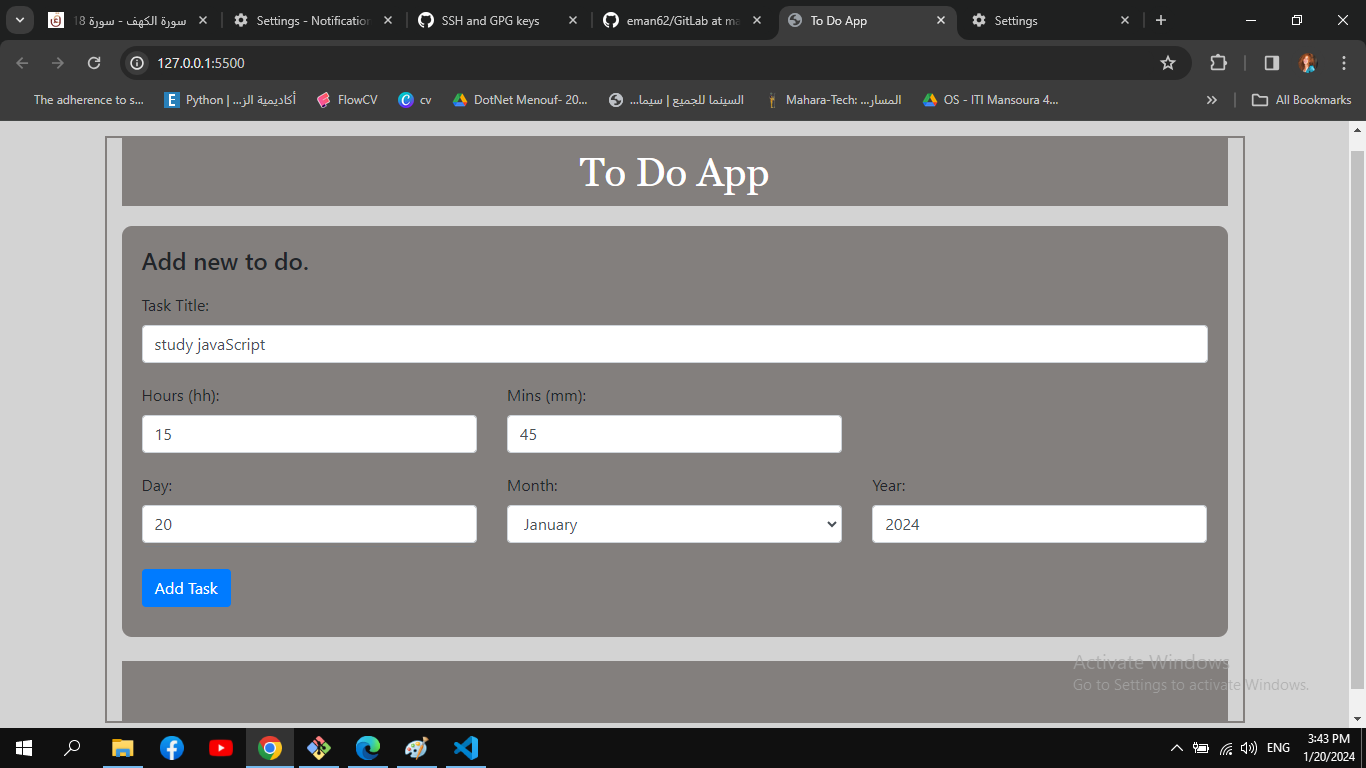 سورة الكهف - سورة 18
Settings - Notification
SSH and GPG keys
eman62/GitLab at ma
To Do App
Settings
127.0.0.1:5500
The adherence to s...
Python | أكاديمية الز...
FlowCV
cv
DotNet Menouf- 20...
السينما للجميع | سيما...
Mahara-Tech: المسار...
OS - ITI Mansoura 4...
»
All Bookmarks
To Do App
Add new to do.
Task Title:
study javaScript
Hours (hh):
Mins (mm):
15
45
Day:
Month:
Year:
20
January
2024
Add Task
Activate Windows
Go to Settings to activate Windows.
ENG
3:43 PM
1/20/2024